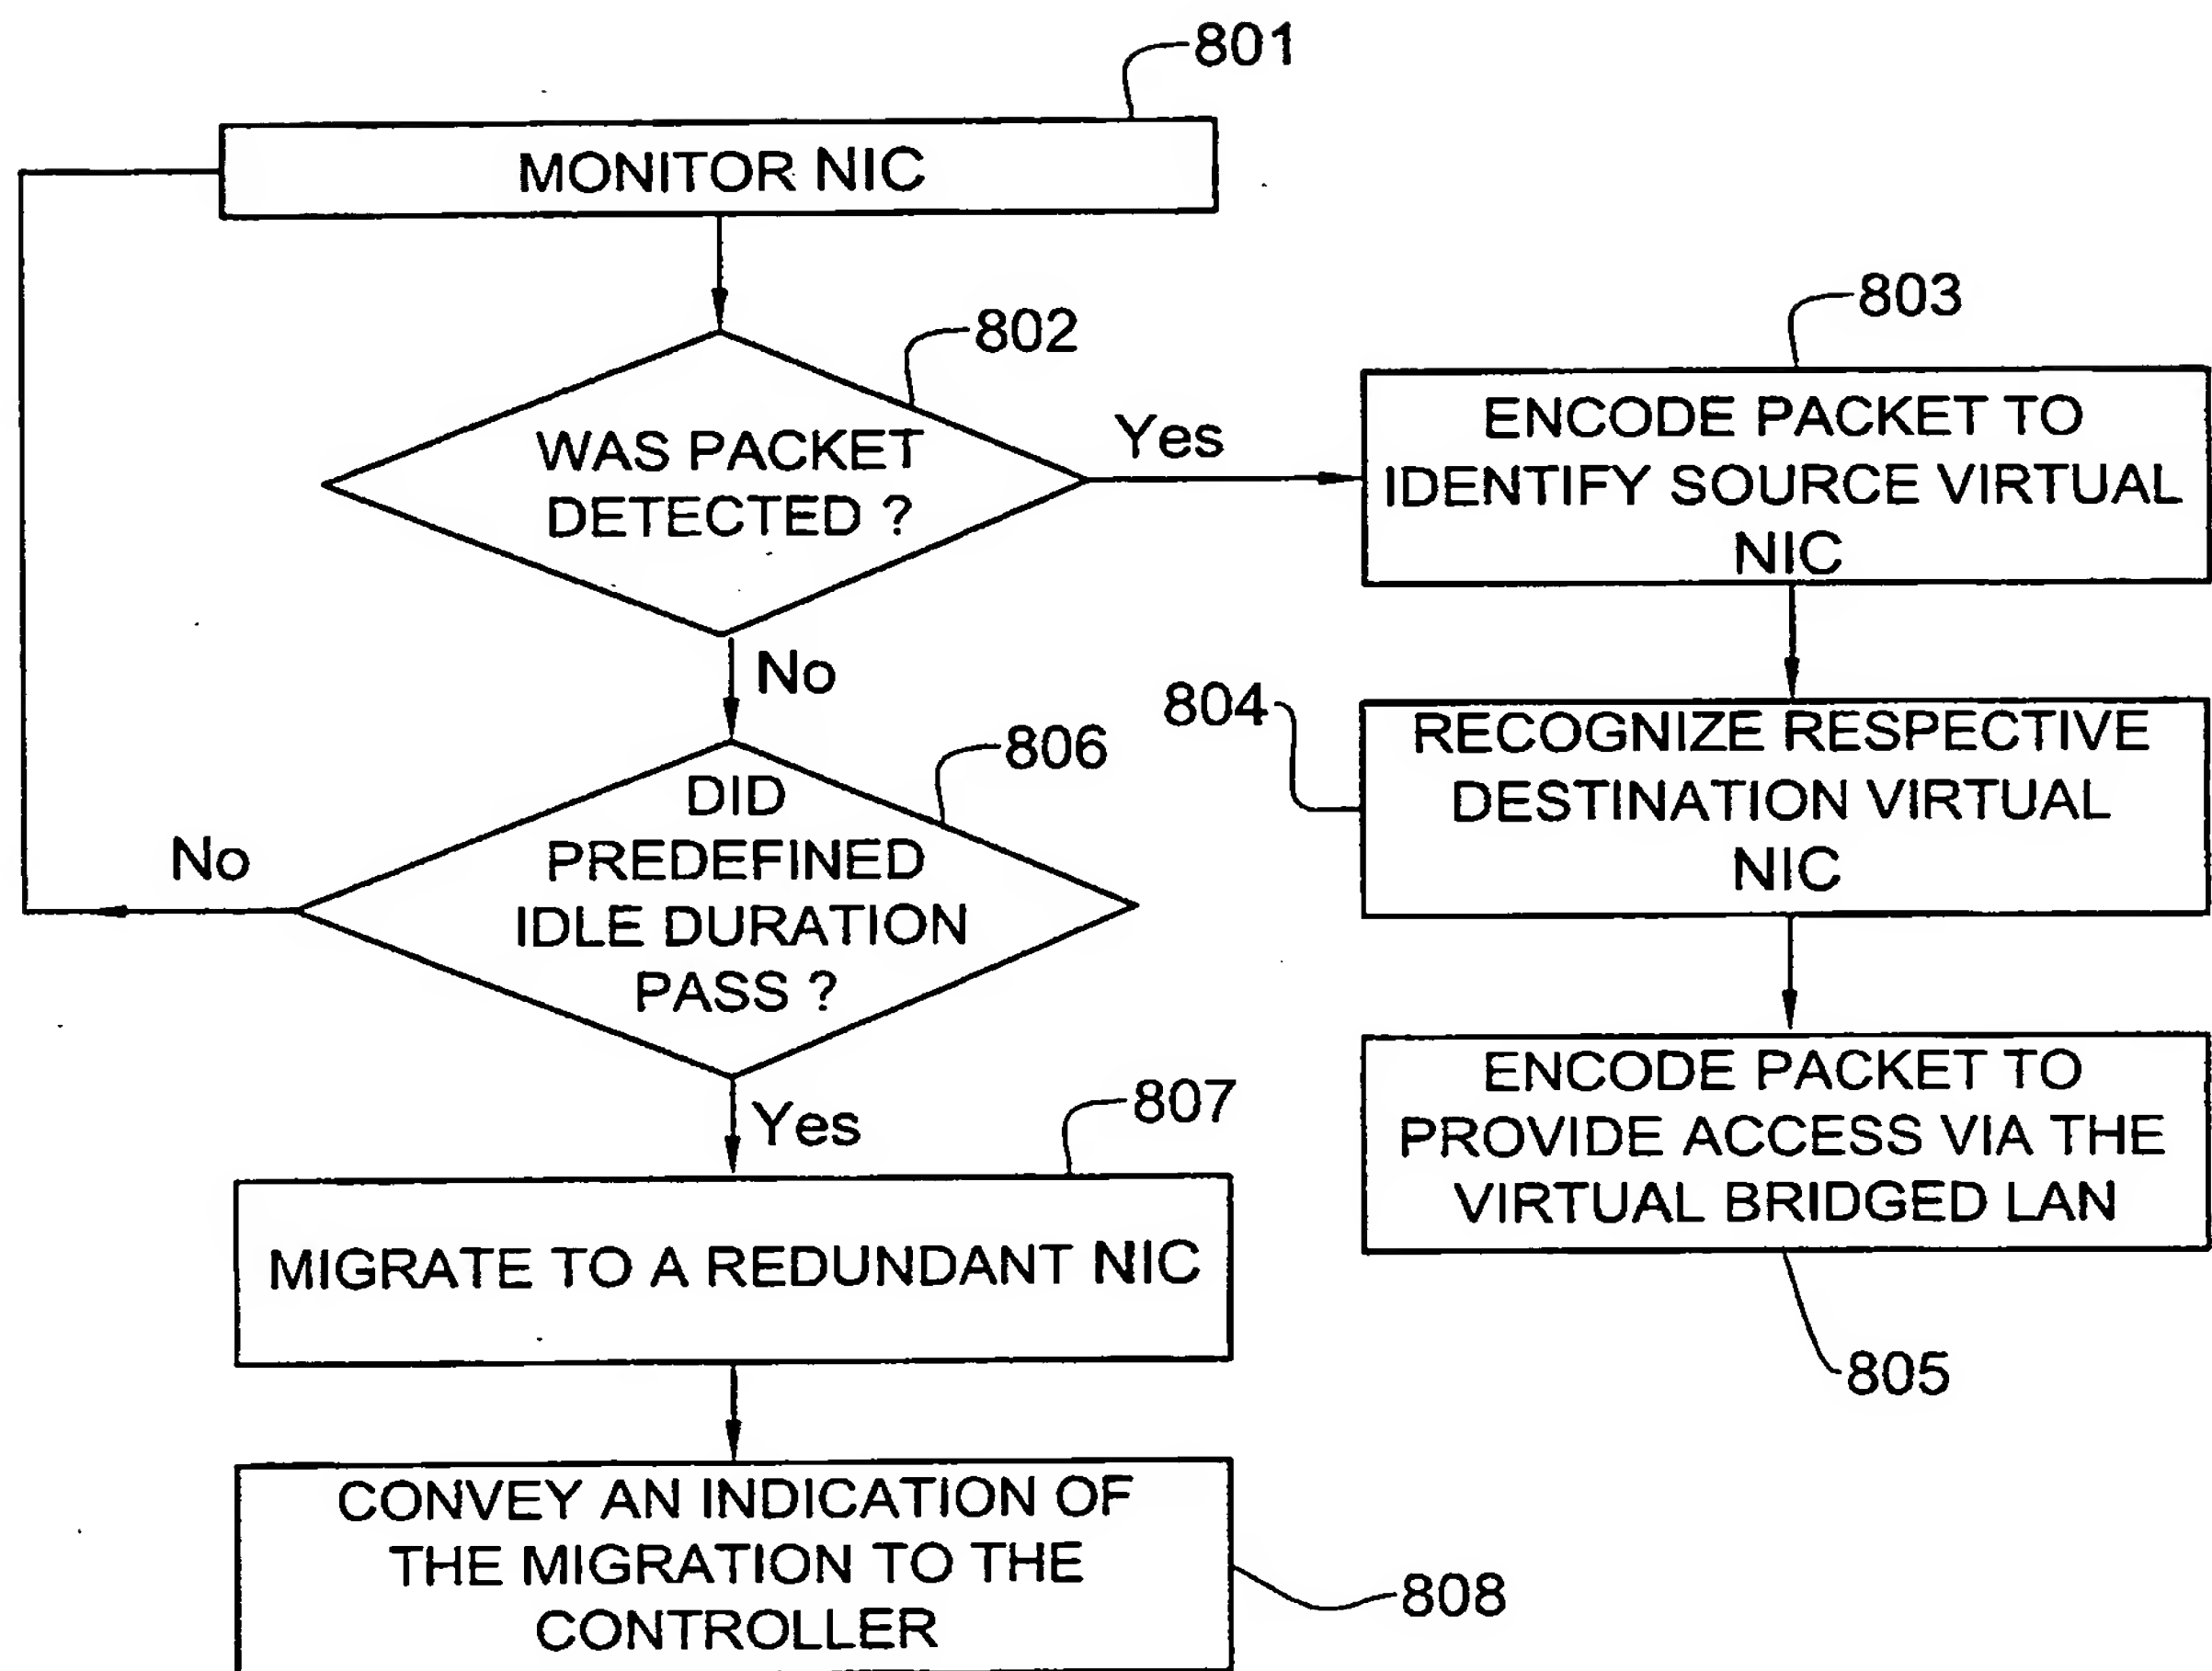 801
MONITOR NIC
802
WAS PACKET
DETECTED ?
Yes
803
ENCODE PACKET TO
IDENTIFY SOURCE VIRTUAL
NIC
No
804
RECOGNIZE RESPECTIVE
DESTINATION VIRTUAL
NIC
806
DID
PREDEFINED
IDLE DURATION
PASS ?
No
Yes
805
ENCODE PACKET TO
PROVIDE ACCESS VIA THE
VIRTUAL BRIDGED LAN
807
MIGRATE TO A REDUNDANT NIC
CONVEY AN INDICATION OF
THE MIGRATION TO THE
CONTROLLER
808